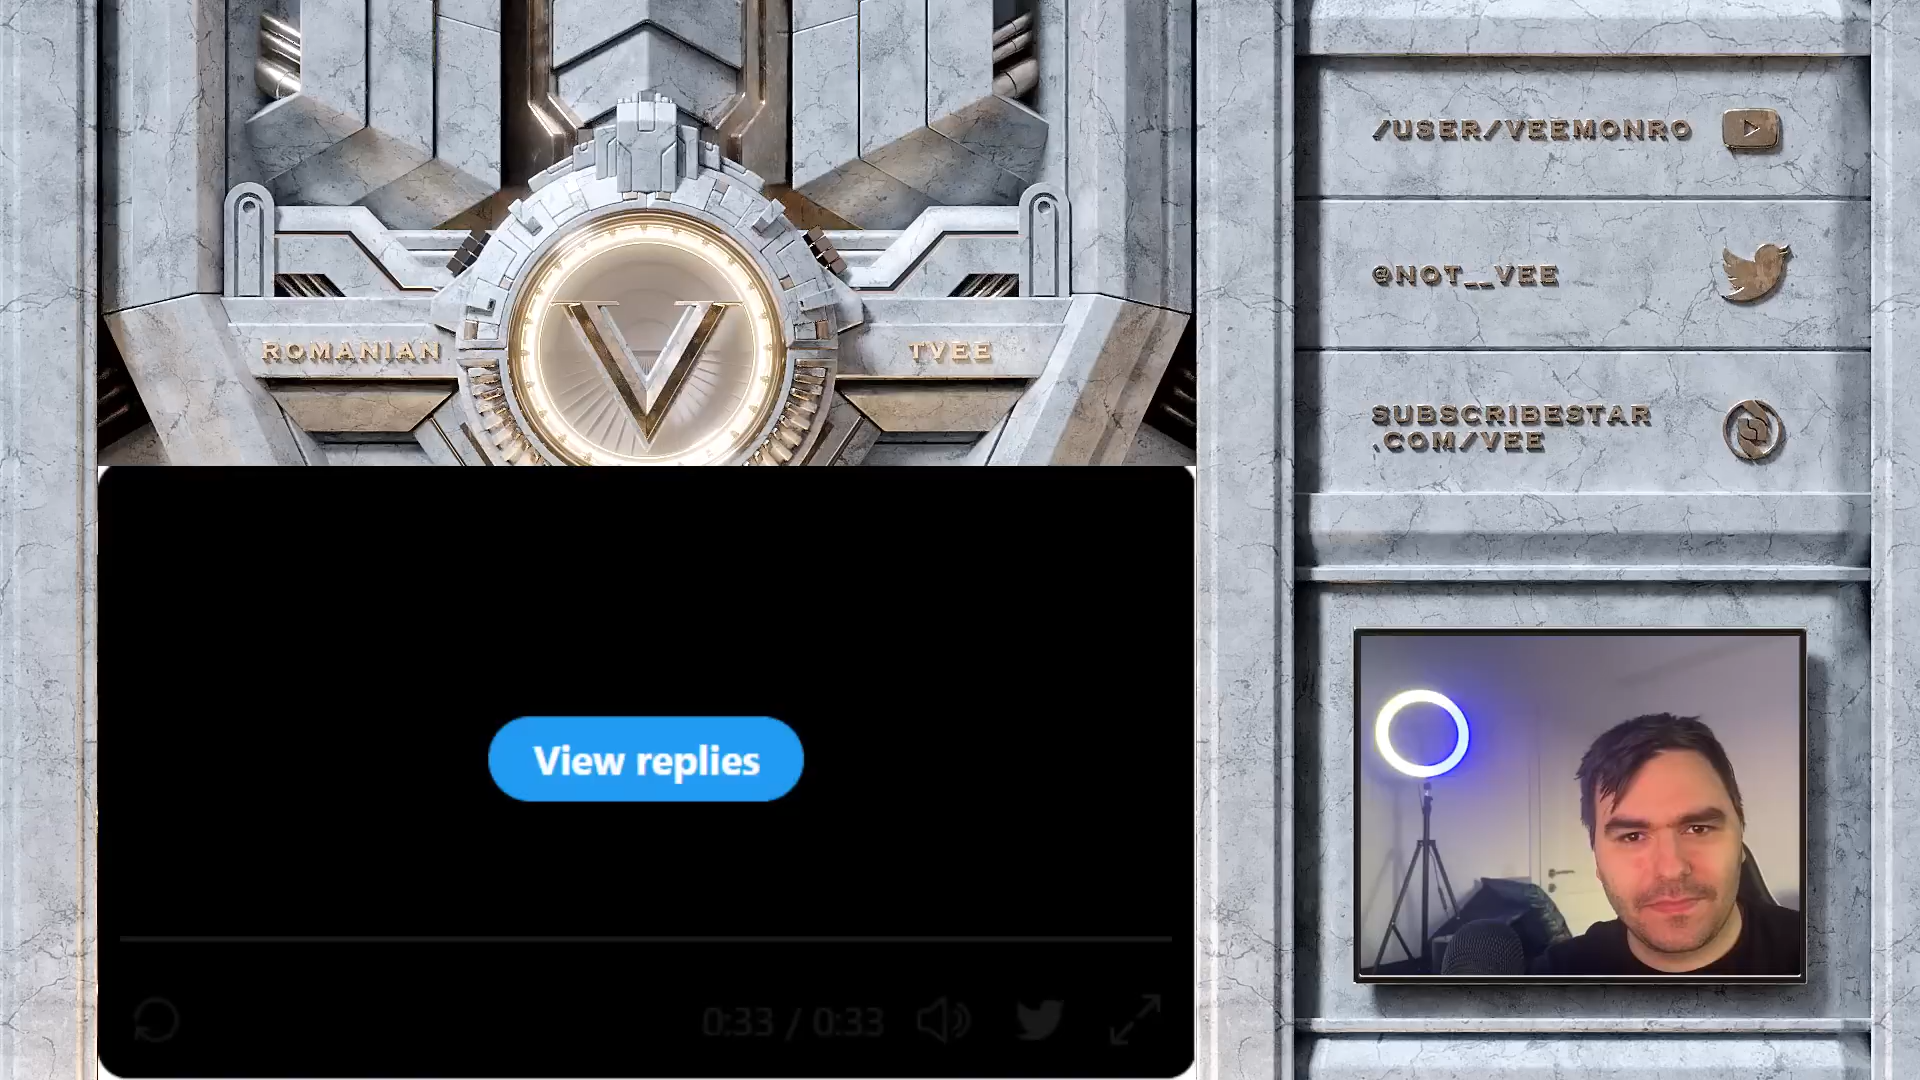 /USER/VEEMONRO
@NOT__VEE
ROMANIAN
V
TVEE
SUBSCRIBESTAR
.COM/VEE
View replies
0:33 / 0:33